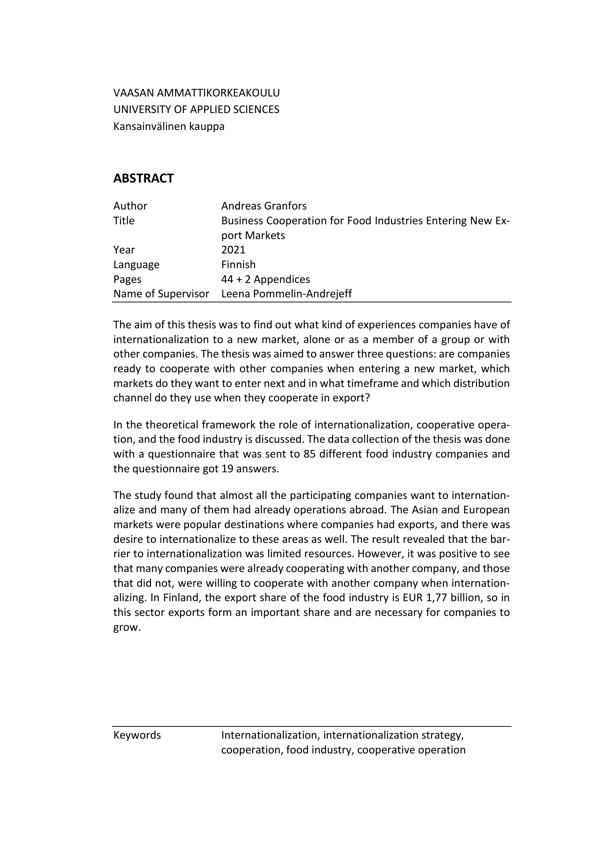 VAASAN AMMATTIKORKEAKOULU
UNIVERSITY OF APPLIED SCIENCES
Kansainvälinen kauppa
ABSTRACT
Author Andreas Granfors
Title Business Cooperation for Food Industries Entering New Ex-
port Markets
Year 2021
Language Finnish
Pages 44 + 2 Appendices
Name of Supervisor Leena Pommelin-Andrejeff
The aim of this thesis was to find out what kind of experiences companies have of
internationalization to a new market, alone or as a member of a group or with
other companies. The thesis was aimed to answer three questions: are companies
ready to cooperate with other companies when entering a new market, which
markets do they want to enter next and in what timeframe and which distribution
channel do they use when they cooperate in export?
In the theoretical framework the role of internationalization, cooperative opera-
tion, and the food industry is discussed. The data collection of the thesis was done
with a questionnaire that was sent to 85 different food industry companies and
the questionnaire got 19 answers.
The study found that almost all the participating companies want to internation-
alize and many of them had already operations abroad. The Asian and European
markets were popular destinations where companies had exports, and there was
desire to internationalize to these areas as well. The result revealed that the bar-
rier to internationalization was limited resources. However, it was positive to see
that many companies were already cooperating with another company, and those
that did not, were willing to cooperate with another company when internation-
alizing. In Finland, the export share of the food industry is EUR 1,77 billion, so in
this sector exports form an important share and are necessary for companies to
grow.
Keywords Internationalization, internationalization strategy,
cooperation, food industry, cooperative operation